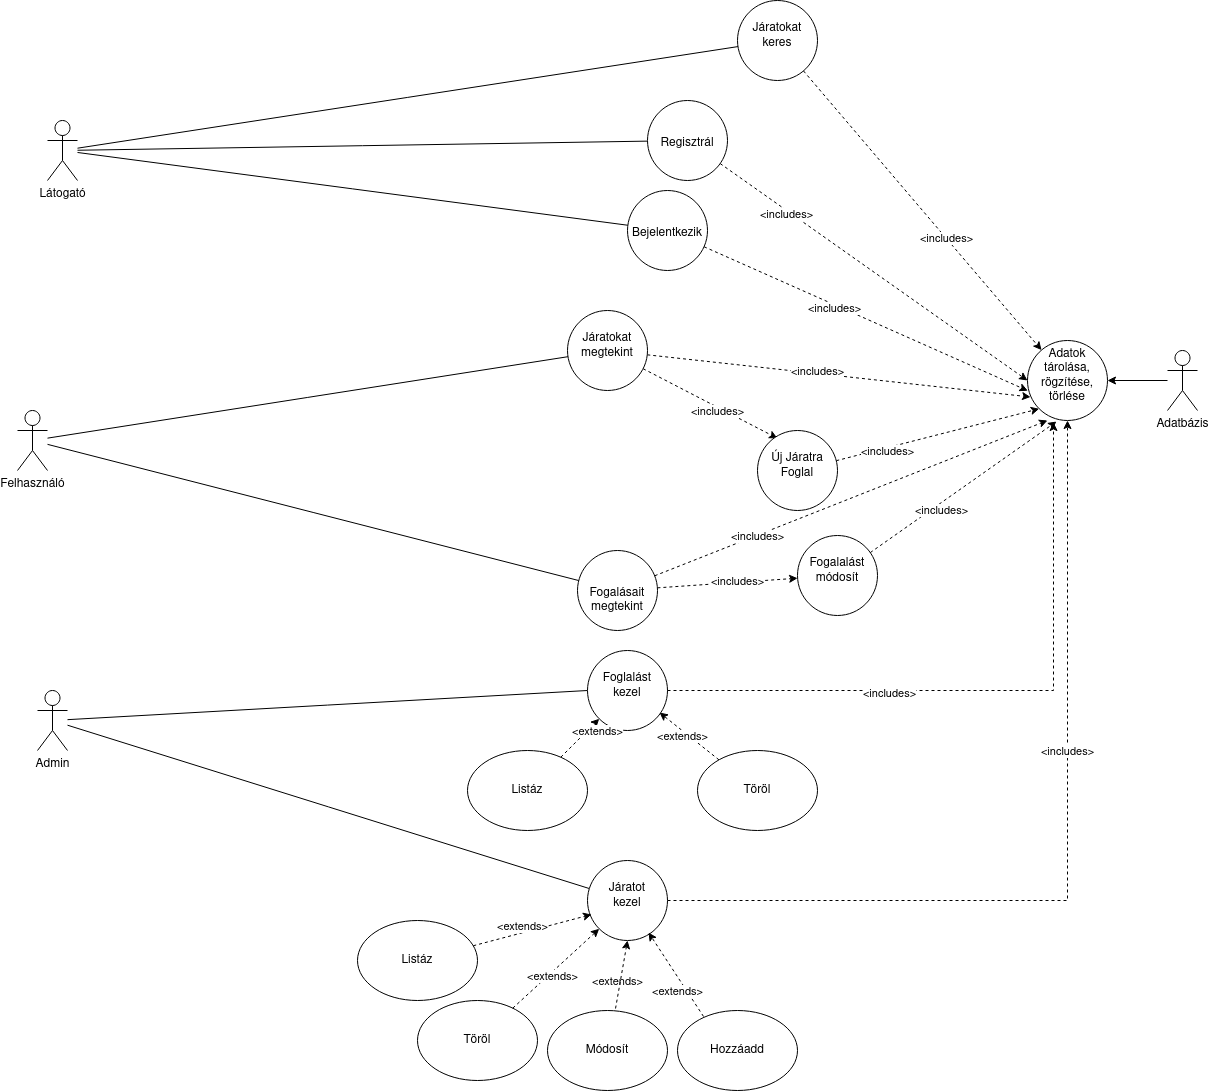 Járatokat
keres
Látogató
Regisztrál
<includes>
Bejelentkezik
<includes>
<includes>
Járatokat
megtekint
<includes>
Adatok
tárolása,
rögzítése,
törlése
Adatbázis
<includes>
Felhasználó
Új Járatra
Foglal
<includes>
<includes>
<includes>
Fogalásait
megtekint
<includes>
Fogalalást
módosít
Foglalást
kezel
<includes>
Admin
<extends>
<extends>
<includes>
Listáz
Töröl
Járatot
kezel
<extends>
Listáz
<extends>
<extends>
<extends>
Töröl
Módosít
Hozzáadd